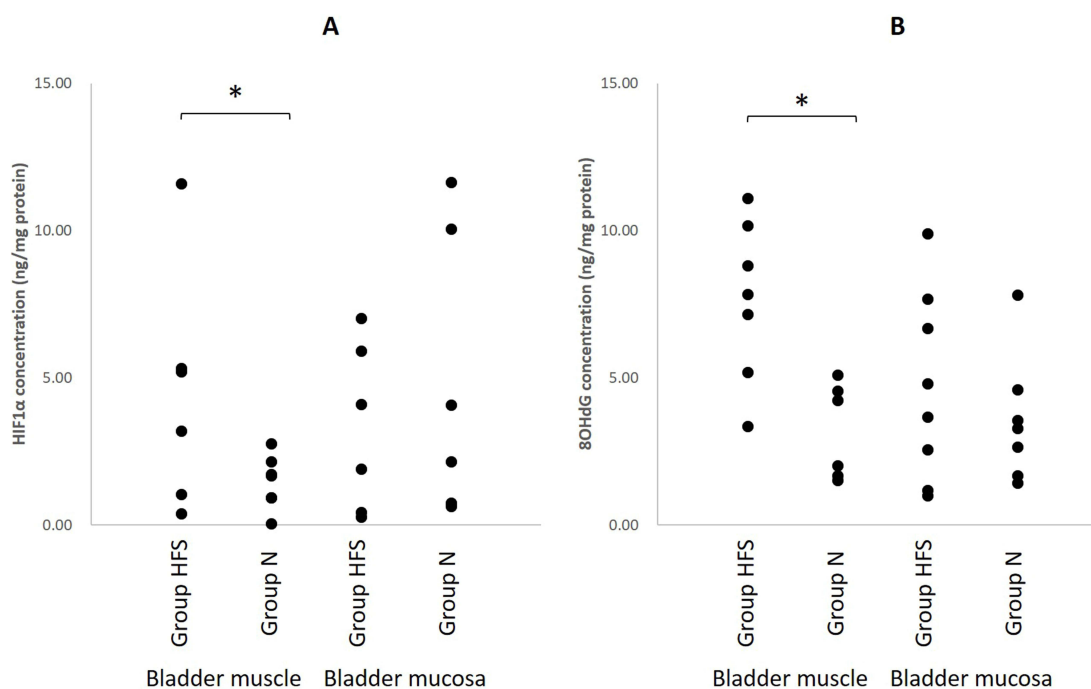 A
HIF1α concentration (ng/mg protein)
15.00
10.00
5.00
0.00
*
Group HFS
Group N
Group HFS
Group N
Bladder muscle
Bladder mucosa
B
8OHdG concentration (ng/mg protein)
15.00
10.00
5.00
0.00
*
Group HFS
Group N
Group HFS
Group N
Bladder muscle
Bladder mucosa